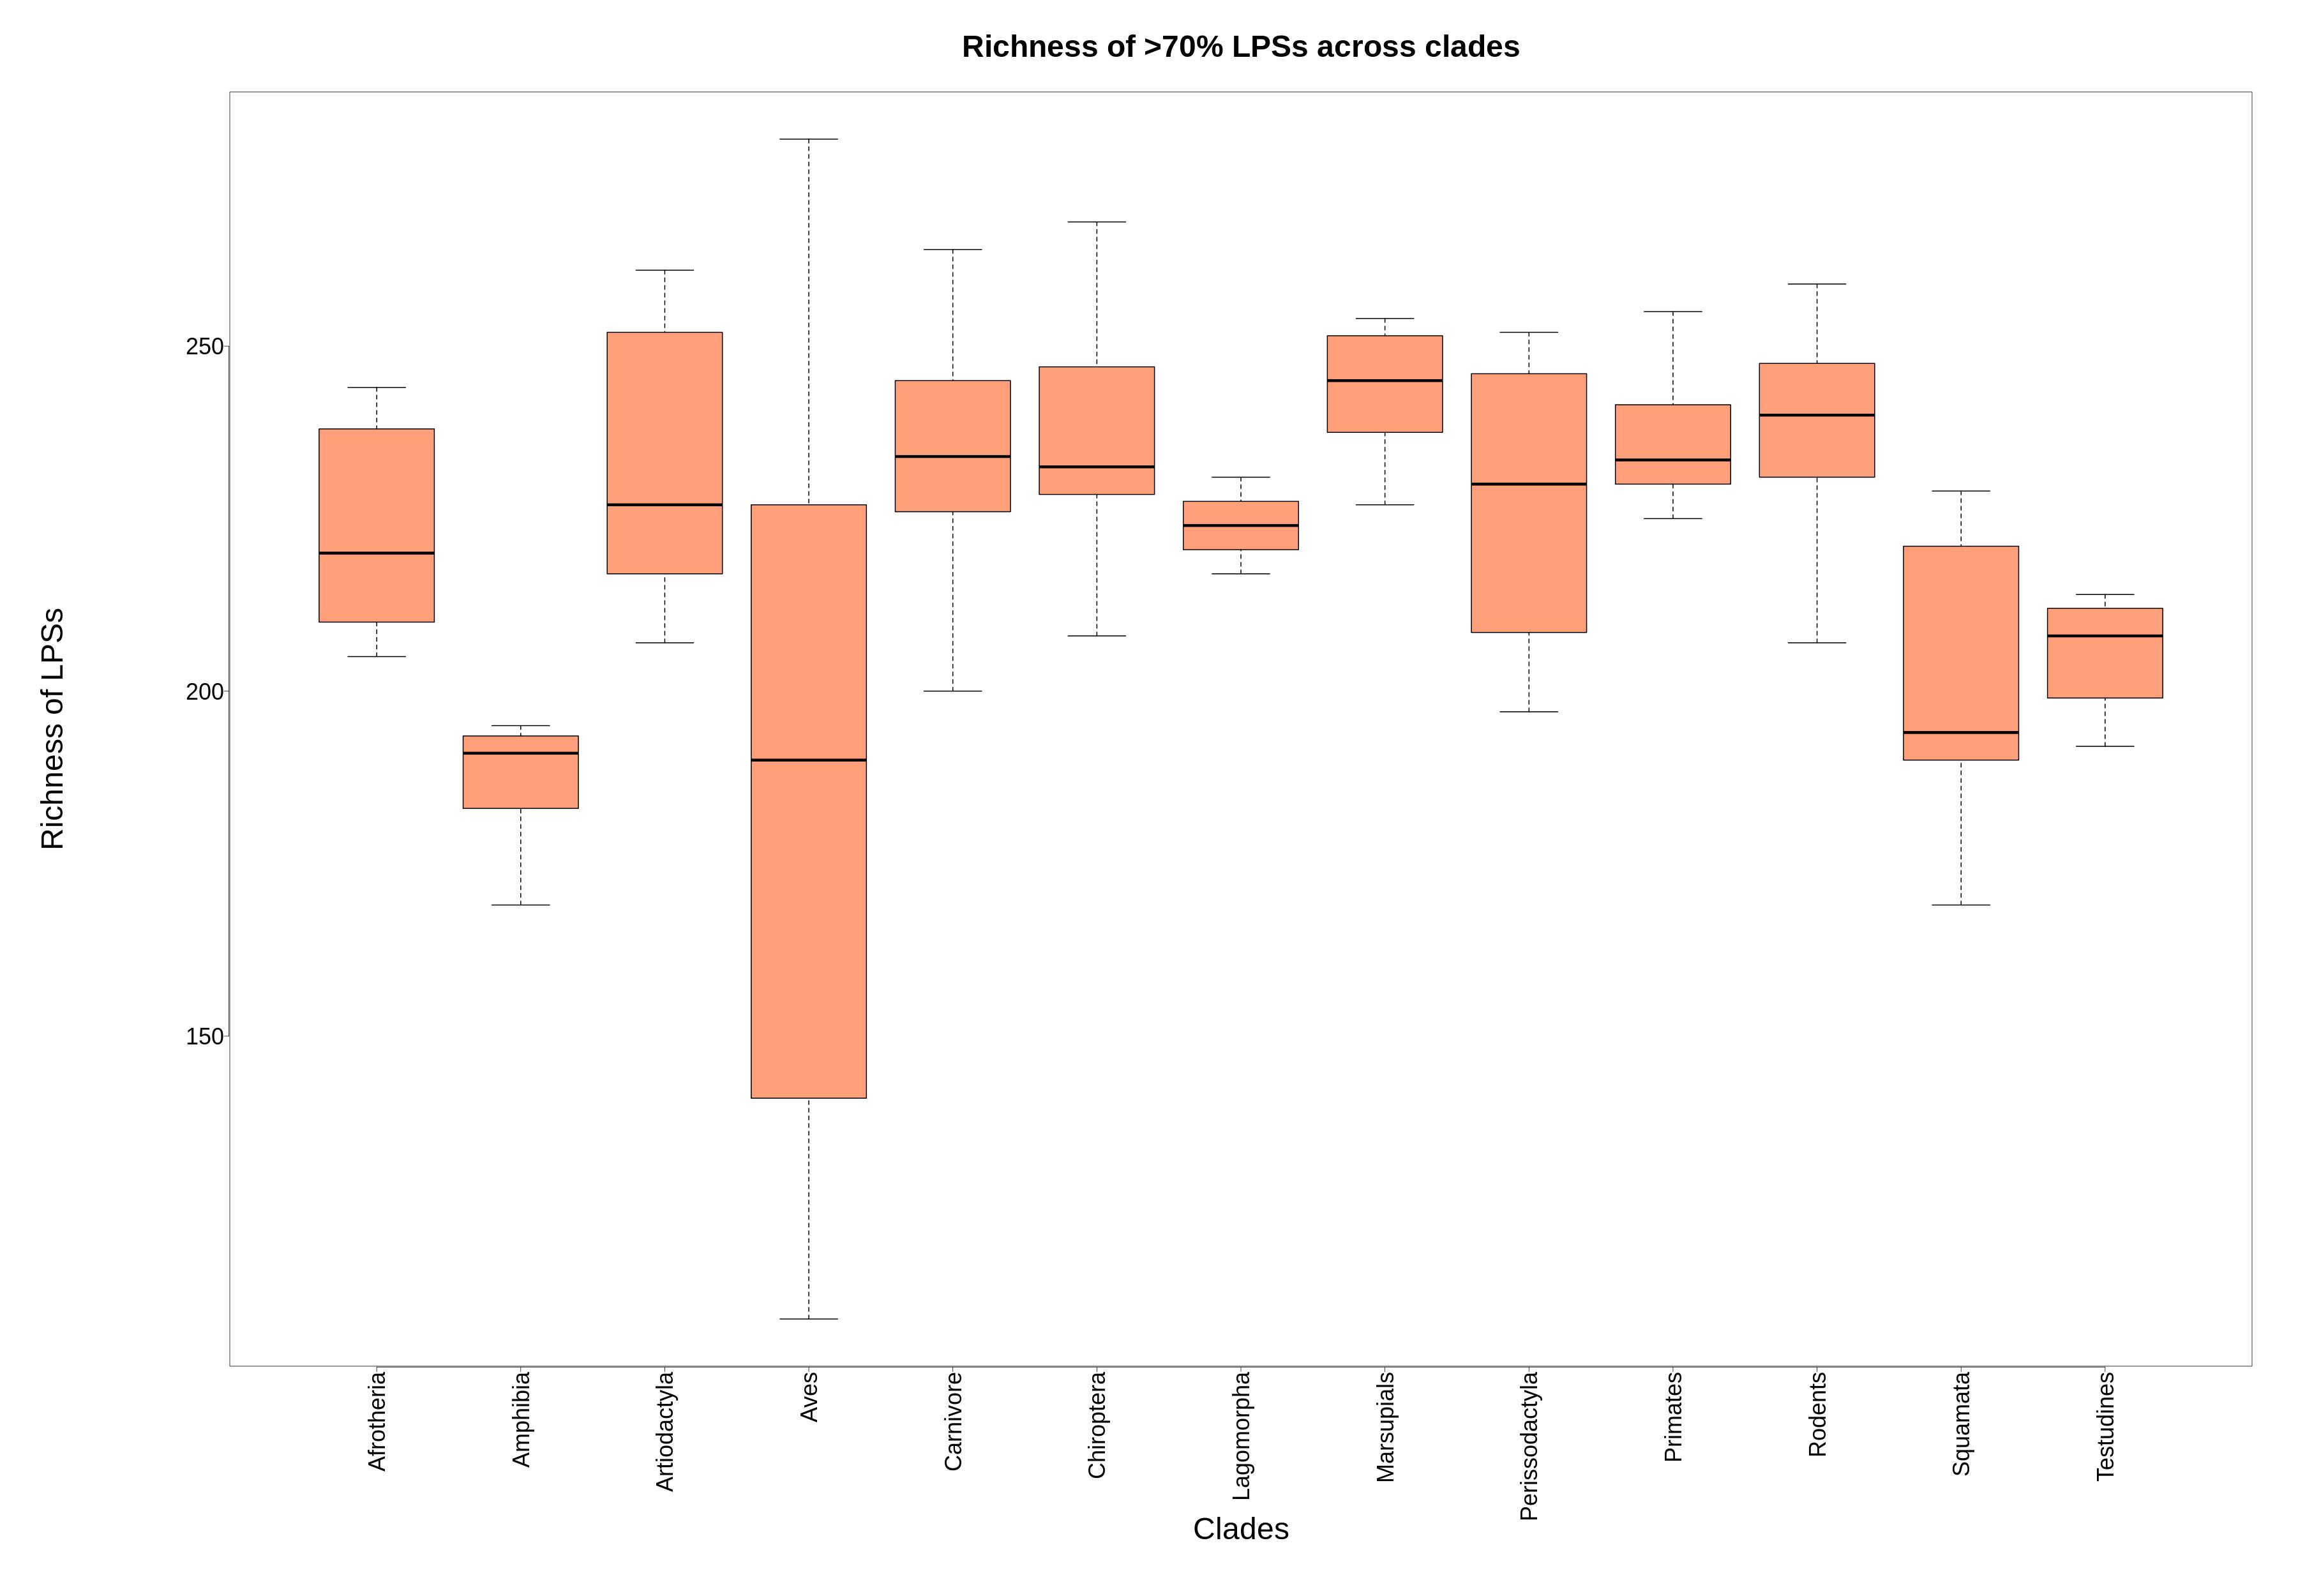 Richness of >70% LPSs across clades
Richness of LPSs
250
200
150
Afrotheria
Amphibia
Artiodactyla
Aves
Carnivore
Chiroptera
Lagomorpha
Marsupials
Perissodactyla
Primates
Rodents
Squamata
Testudines
Clades